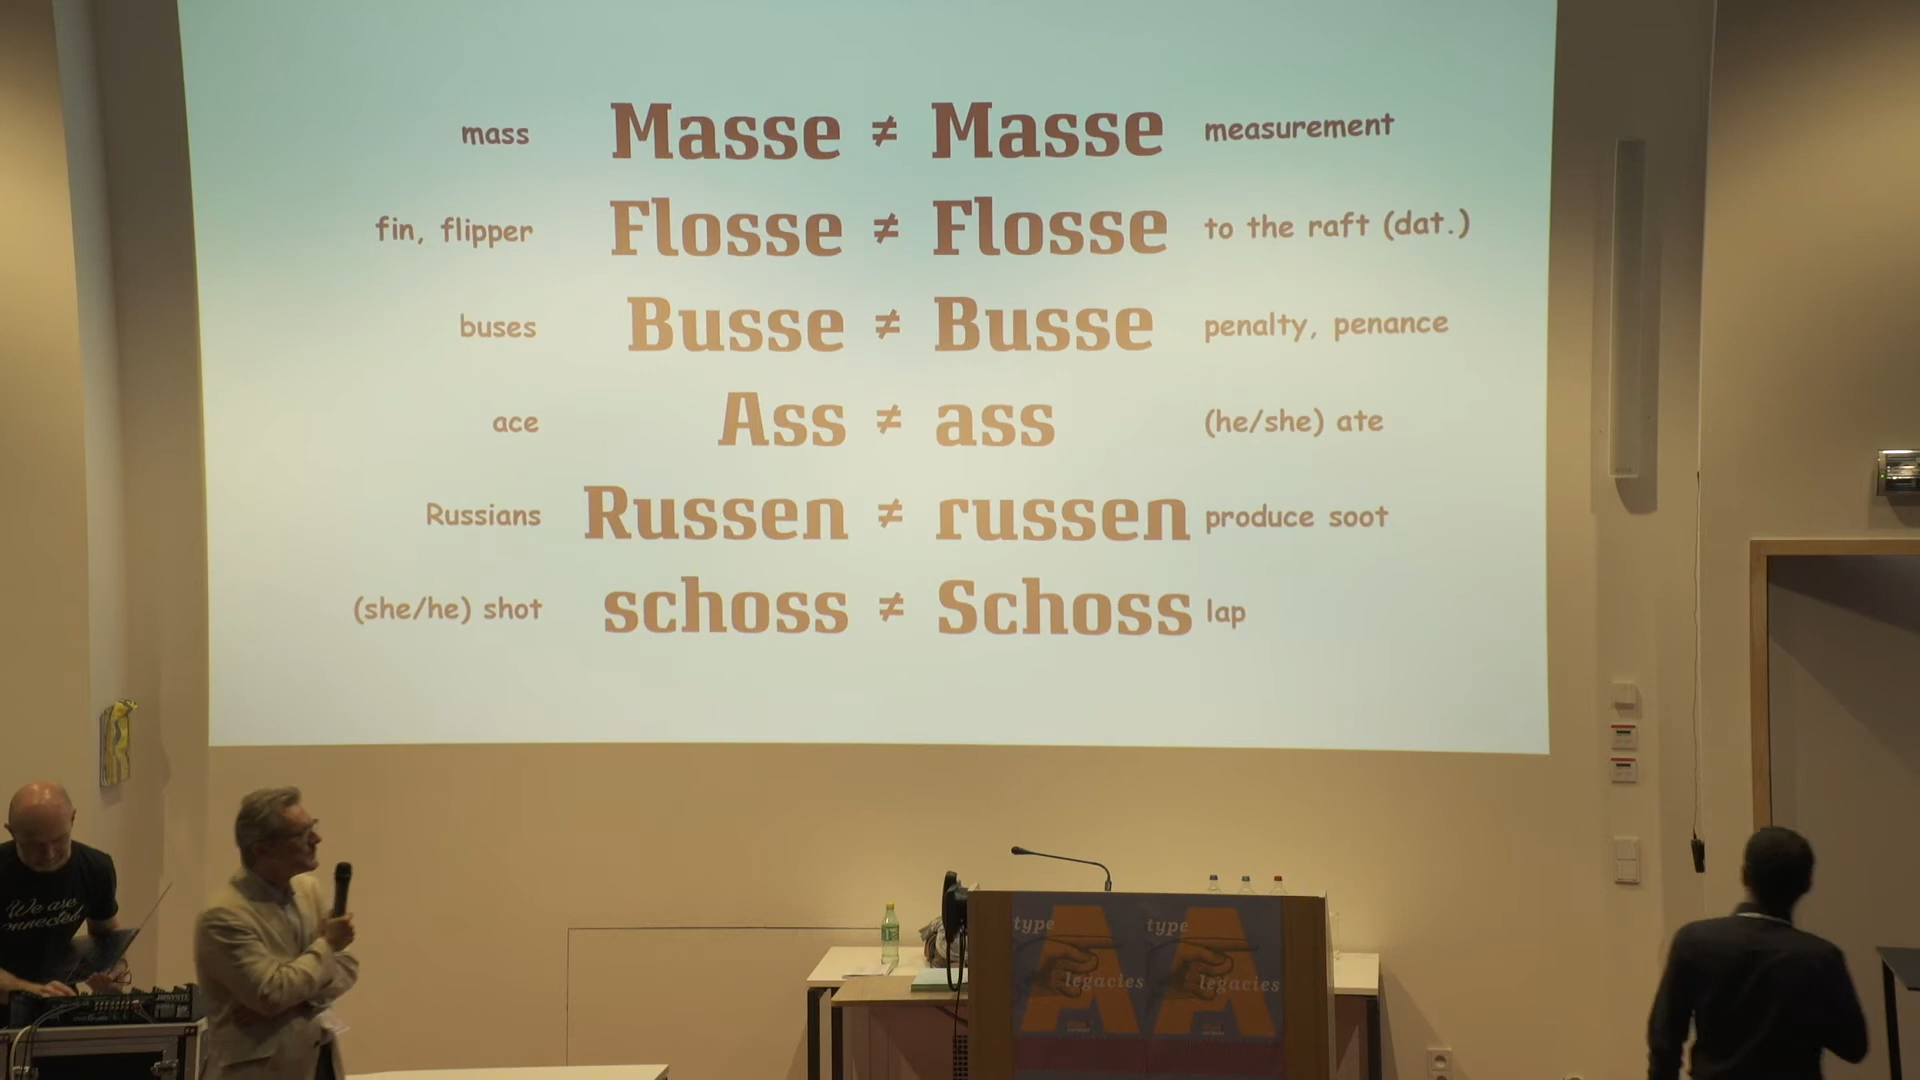 mass Masse ≠ Masse measurement
fin, flipper Flosse ≠ Flosse to the raft (dat.)
buses Busse ≠ Busse penalty, penance
ace Ass ≠ ass (he/she) ate
Russians Russen ≠ russen produce soot
(she/he) shot schoss ≠ Schoss lap
We are
connected
type type
legacies legacies